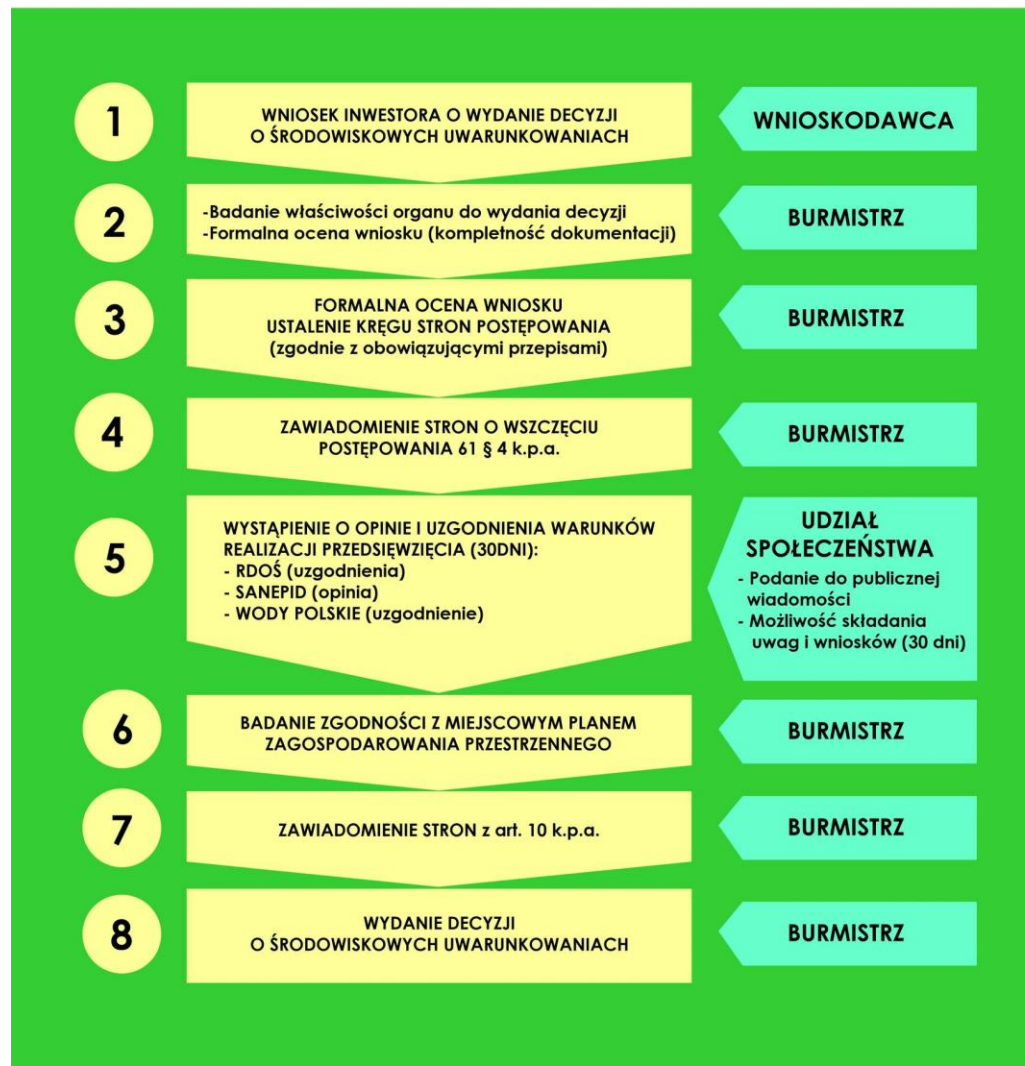 1
WNIOSEK INWESTORA O WYDANIE DECYZJI
O ŚRODOWISKOWYCH UWARUNKOWANIACH
WNIOSKODAWCA
2
-Badanie właściwości organu do wydania decyzji
-Formalna ocena wniosku (kompletność dokumentacji)
BURMISTRZ
3
FORMALNA OCENA WNIOSKU
USTALENIE KRĘGU STRON POSTĘPOWANIA
(zgodnie z obowiązującymi przepisami)
BURMISTRZ
4
ZAWIADOMIENIE STRON O WSZCZĘCIU
POSTĘPOWANIA 61 § 4 k.p.a.
BURMISTRZ
5
WYSTĄPIENIE O OPINIE I UZGODNIENIA WARUNKÓW
REALIZACJI PRZEDSIĘWZIĘCIA (30DNI):
- RDOŚ (uzgodnienia)
- SANEPID (opinia)
- WODY POLSKIE (uzgodnienie)
UDZIAŁ
SPOŁECZEŃSTWA
- Podanie do publicznej
wiadomości
- Możliwość składania
uwag i wniosków (30 dni)
6
BADANIE ZGODNOŚCI Z MIEJSCOWYM PLANEM
ZAGOSPODAROWANIA PRZESTRZENNEGO
BURMISTRZ
7
ZAWIADOMIENIE STRON z art. 10 k.p.a.
BURMISTRZ
8
WYDANIE DECYZJI
O ŚRODOWISKOWYCH UWARUNKOWANIACH
BURMISTRZ